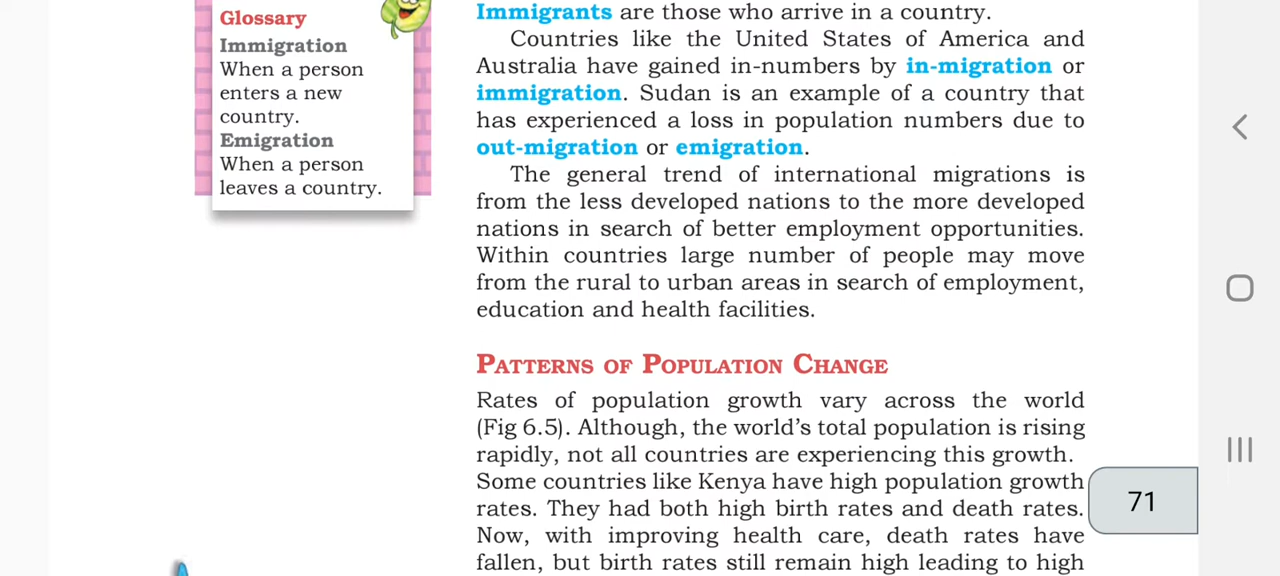 Glossary
Immigration
When a person
enters a new
country.
Emigration
When a person
leaves a country.
Immigrants are those who arrive in a country.
Countries like the United States of America and
Australia have gained in-numbers by in-migration or
immigration. Sudan is an example of a country that
has experienced a loss in population numbers due to
out-migration or emigration.
The general trend of international migrations is
from the less developed nations to the more developed
nations in search of better employment opportunities.
Within countries large number of people may move
from the rural to urban areas in search of employment,
education and health facilities.
PATTERNS OF POPULATION CHANGE
Rates of population growth vary across the world
(Fig 6.5). Although, the world's total population is rising
rapidly, not all countries are experiencing this growth.
Some countries like Kenya have high population growth
rates. They had both high birth rates and death rates.
Now, with improving health care, death rates have
fallen, but birth rates still remain high leading to high
71